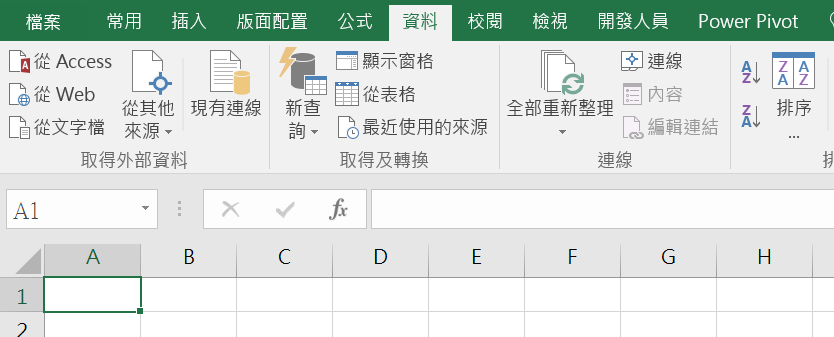 檔案 常用 插入 版面配置 公式 資料 校閱 檢視 開發人員 Power Pivot
從 Access
從 Web
從文字檔
從其他
來源
現有連線
取得外部資料
新查
詢
顯示窗格
從表格
最近使用的來源
取得及轉換
全部重新整理
連線
內容
編輯連結
連線
A
Z
Z
A
Z A
A Z
排序
...
A1
fx
A B C D E F G H
1
2